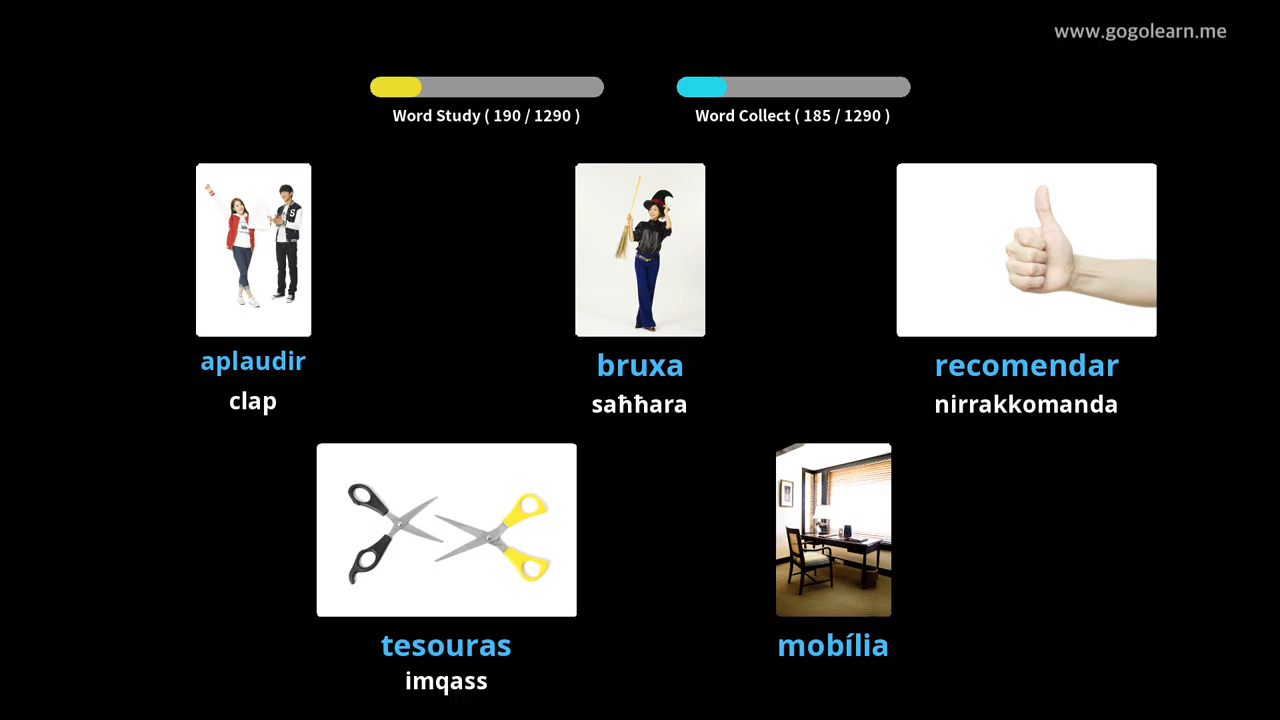 www.gogolearn.me
Word Study ( 190 / 1290 )
Word Collect ( 185 / 1290 )
aplaudir
clap
bruxa
saħħara
recomendar
nirrakkomanda
tesouras
imqass
mobília